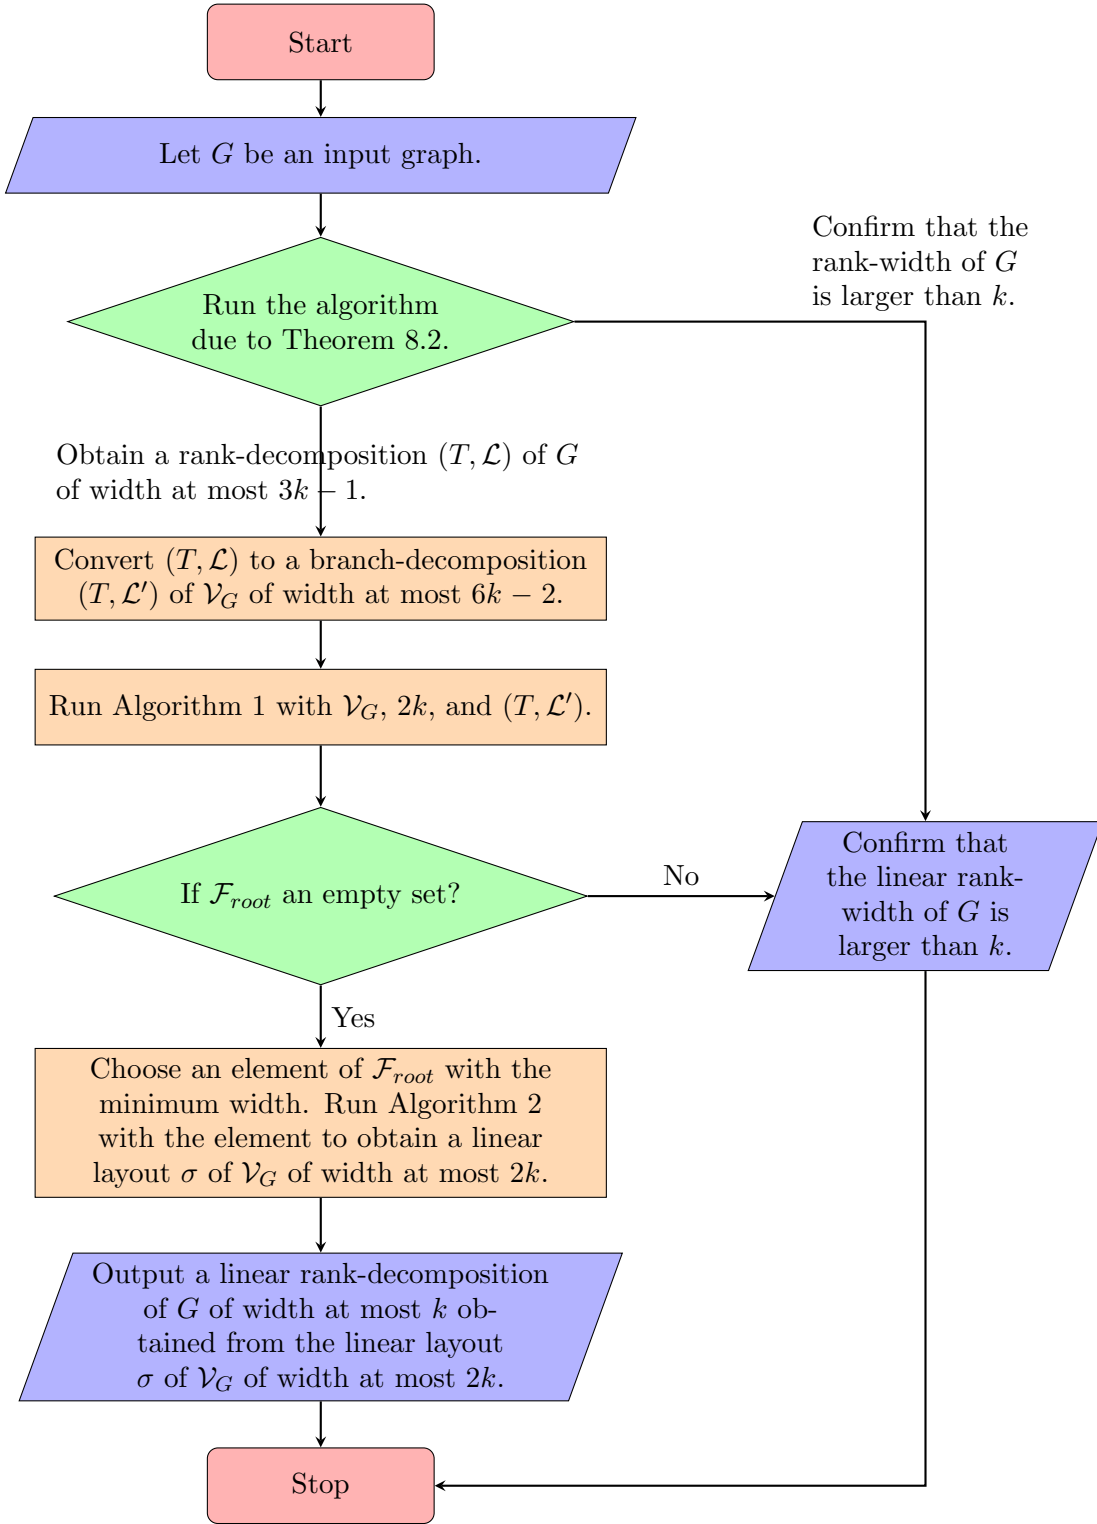 Start
Let G be an input graph.
Confirm that the
rank-width of G
is larger than k.
Run the algorithm
due to Theorem 8.2.
Obtain a rank-decomposition (T, ℒ) of G
of width at most 3k − 1.
Convert (T, ℒ) to a branch-decomposition
(T, ℒ′) of 𝒱_G of width at most 6k − 2.
Run Algorithm 1 with 𝒱_G, 2k, and (T, ℒ′).
If ℱ_root an empty set?
No
Confirm that
the linear rank-
width of G is
larger than k.
Yes
Choose an element of ℱ_root with the
minimum width. Run Algorithm 2
with the element to obtain a linear
layout σ of 𝒱_G of width at most 2k.
Output a linear rank-decomposition
of G of width at most k ob-
tained from the linear layout
σ of 𝒱_G of width at most 2k.
Stop